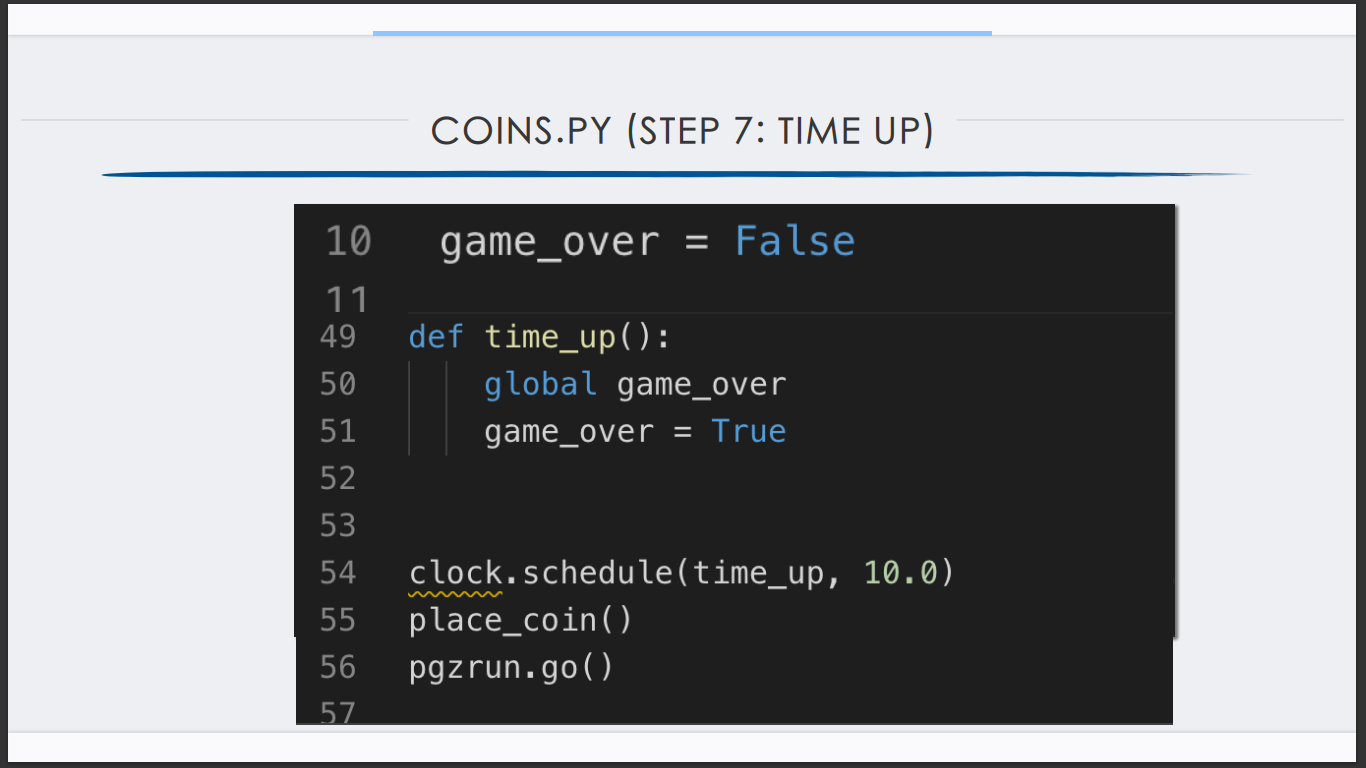 COINS.PY (STEP 7: TIME UP)
10 game_over = False
11
49 def time_up():
50 global game_over
51 game_over = True
52
53
54 clock.schedule(time_up, 10.0)
55 place_coin()
56 pgzrun.go()
57